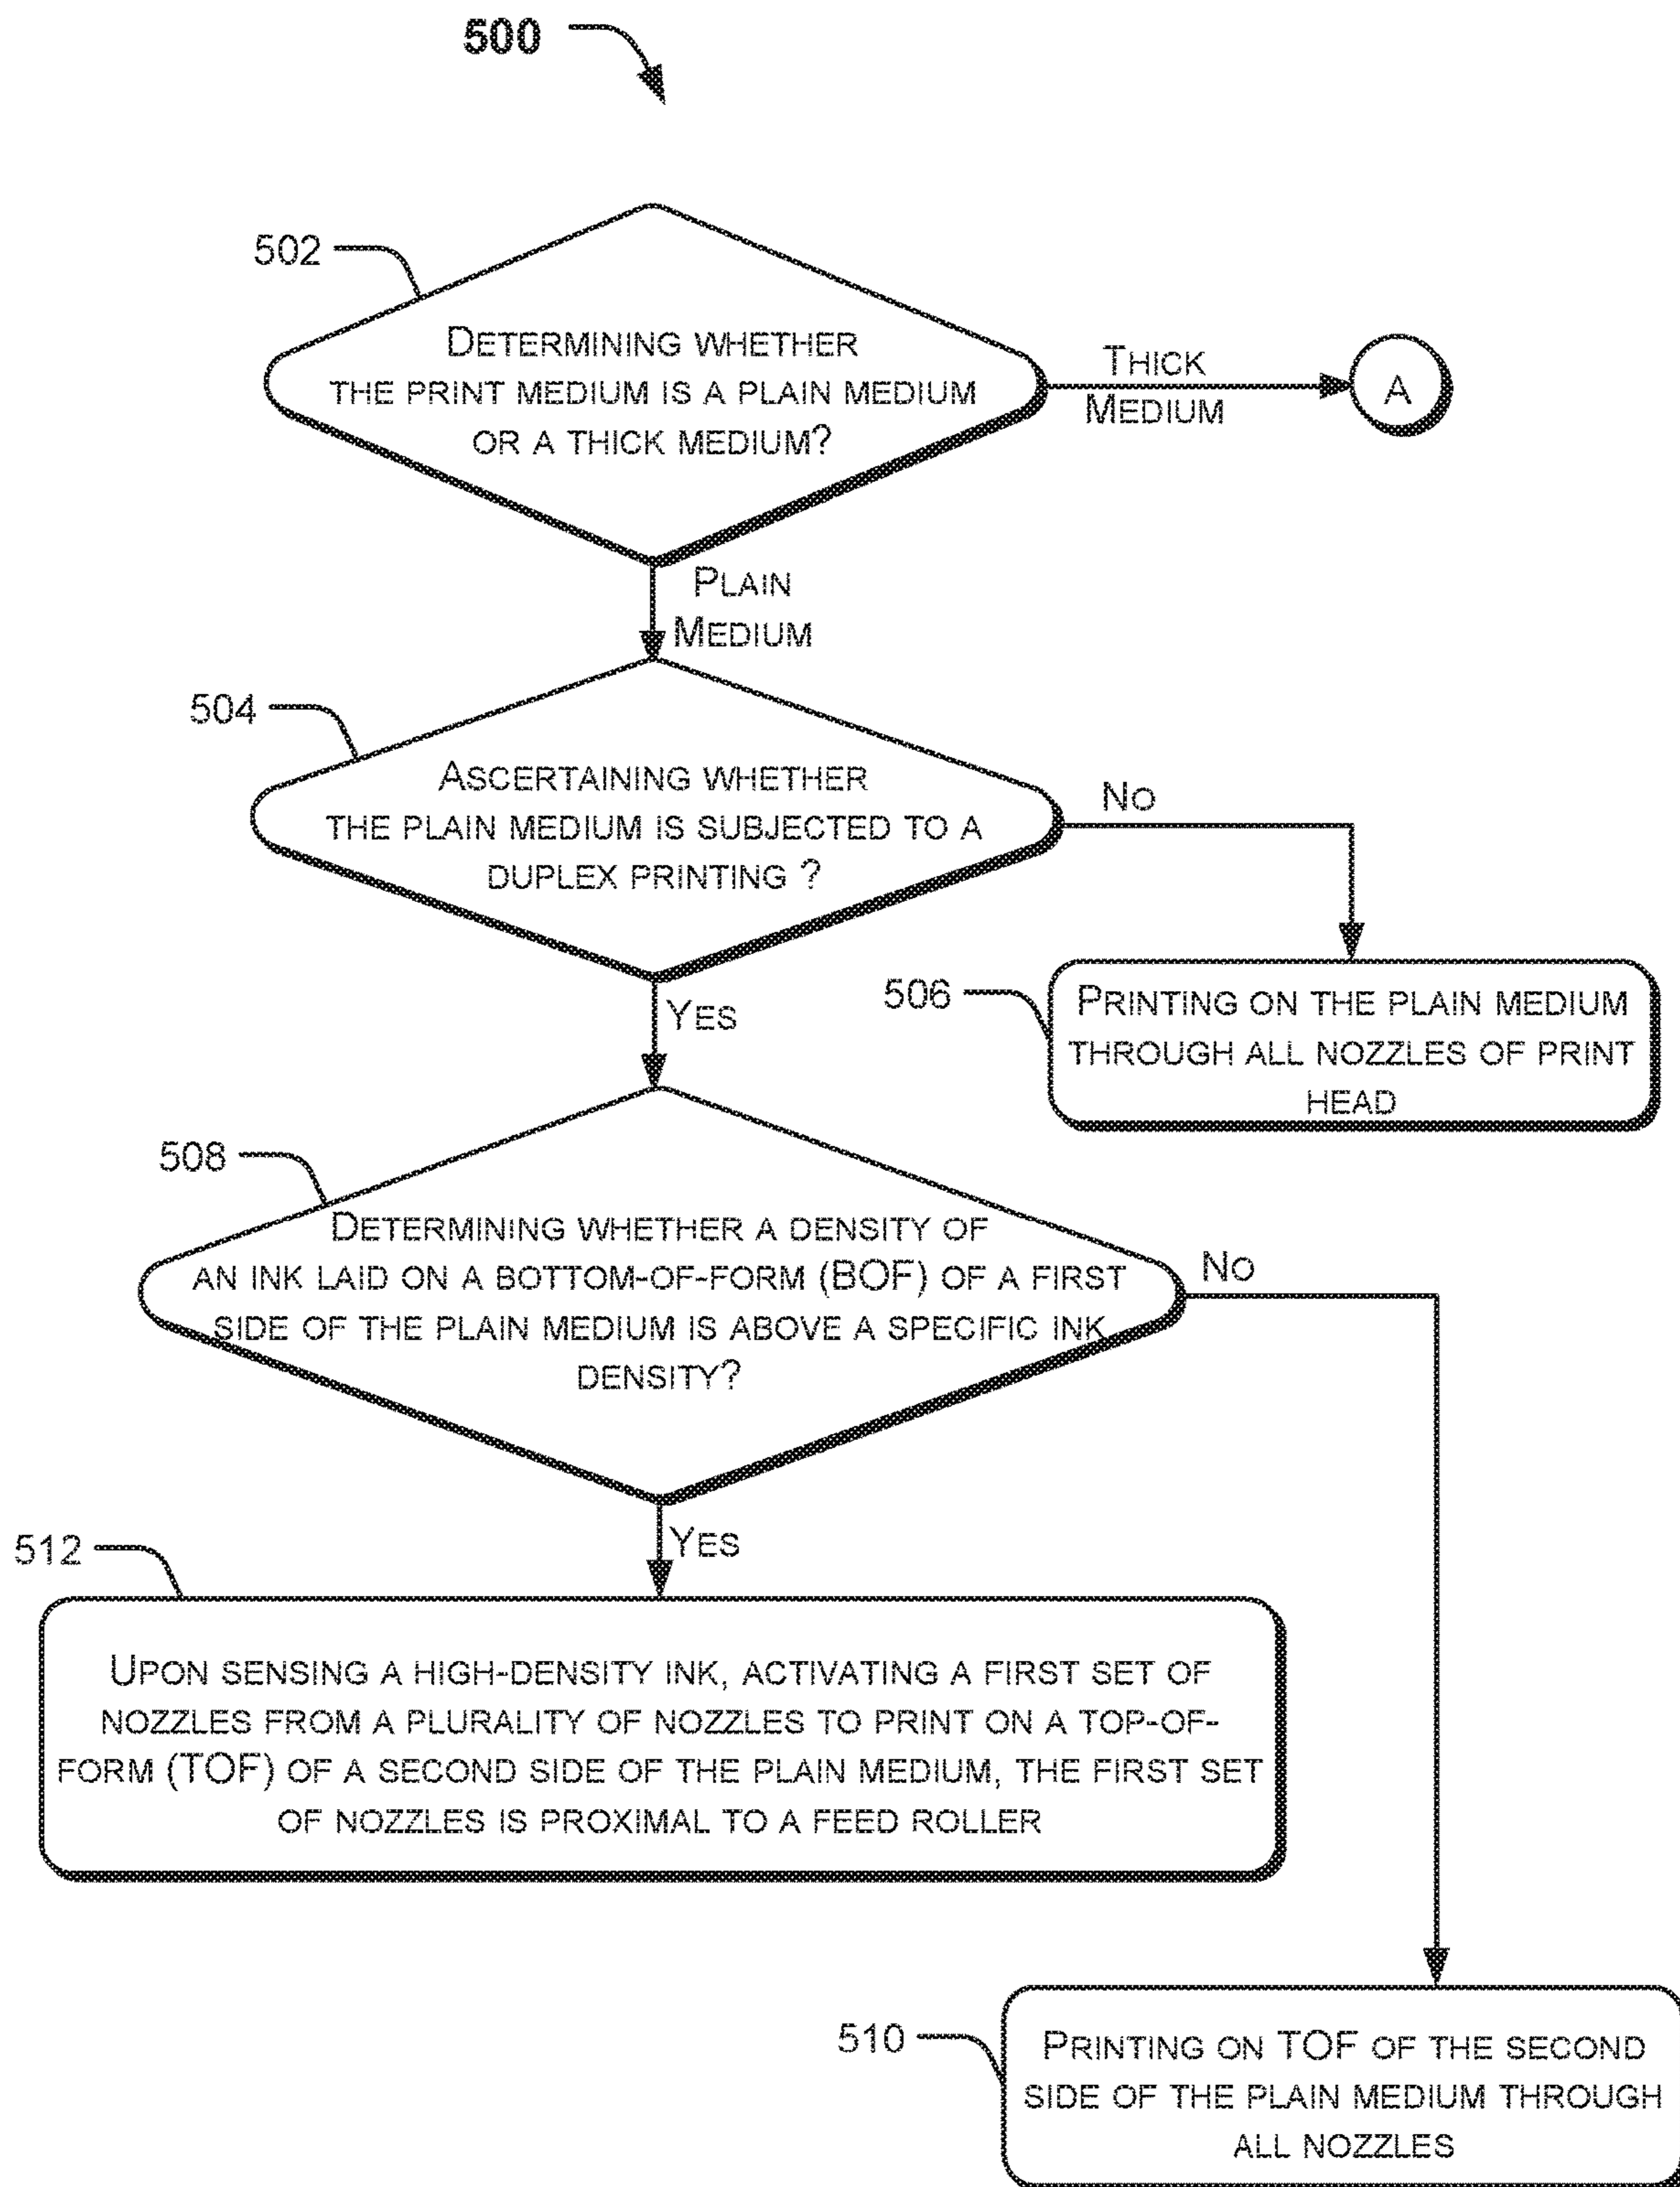 500
502
DETERMINING WHETHER
THE PRINT MEDIUM IS A PLAIN MEDIUM
OR A THICK MEDIUM?
THICK
MEDIUM
A
PLAIN
MEDIUM
504
ASCERTAINING WHETHER
THE PLAIN MEDIUM IS SUBJECTED TO A
DUPLEX PRINTING ?
NO
506
PRINTING ON THE PLAIN MEDIUM
THROUGH ALL NOZZLES OF PRINT
HEAD
YES
508
DETERMINING WHETHER A DENSITY OF
AN INK LAID ON A BOTTOM-OF-FORM (BOF) OF A FIRST
SIDE OF THE PLAIN MEDIUM IS ABOVE A SPECIFIC INK
DENSITY?
NO
YES
512
UPON SENSING A HIGH-DENSITY INK, ACTIVATING A FIRST SET OF
NOZZLES FROM A PLURALITY OF NOZZLES TO PRINT ON A TOP-OF-
FORM (TOF) OF A SECOND SIDE OF THE PLAIN MEDIUM, THE FIRST SET
OF NOZZLES IS PROXIMAL TO A FEED ROLLER
510
PRINTING ON TOF OF THE SECOND
SIDE OF THE PLAIN MEDIUM THROUGH
ALL NOZZLES